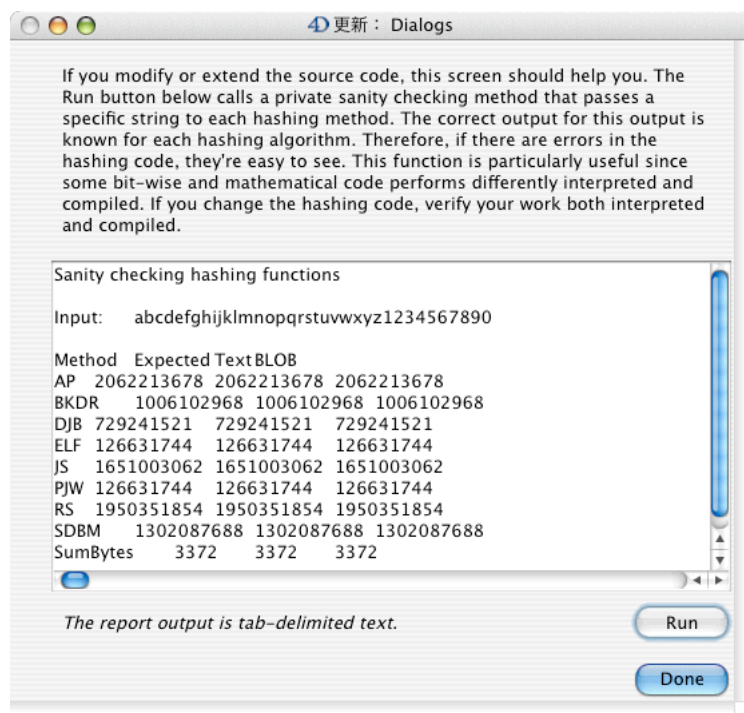 4D 更新： Dialogs
If you modify or extend the source code, this screen should help you. The
Run button below calls a private sanity checking method that passes a
specific string to each hashing method. The correct output for this output is
known for each hashing algorithm. Therefore, if there are errors in the
hashing code, they're easy to see. This function is particularly useful since
some bit-wise and mathematical code performs differently interpreted and
compiled. If you change the hashing code, verify your work both interpreted
and compiled.
Sanity checking hashing functions
Input: abcdefghijklmnopqrstuvwxyz1234567890
Method Expected Text BLOB
AP 2062213678 2062213678 2062213678
BKDR 1006102968 1006102968 1006102968
DJB 729241521 729241521 729241521
ELF 126631744 126631744 126631744
JS 1651003062 1651003062 1651003062
PJW 126631744 126631744 126631744
RS 1950351854 1950351854 1950351854
SDBM 1302087688 1302087688 1302087688
SumBytes 3372 3372 3372
The report output is tab-delimited text.
Run
Done